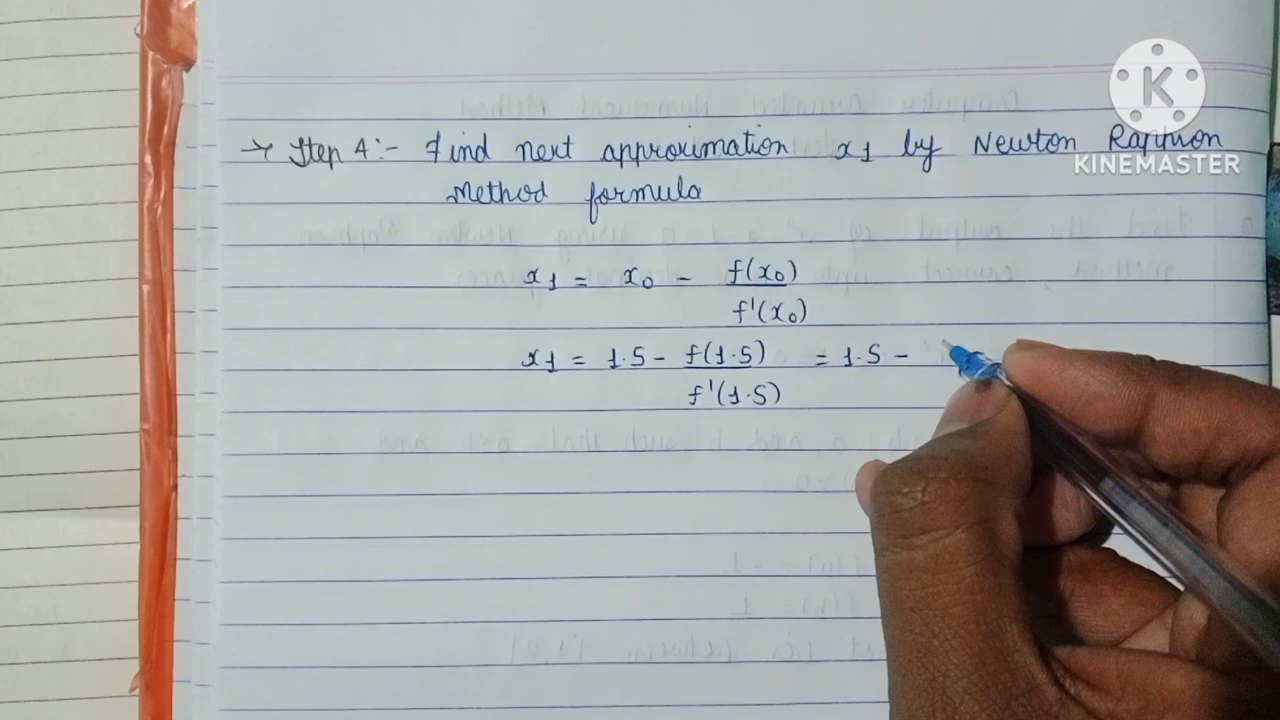 → Step 4:- Find next approximation x1 by Newton Raphson
Method formula
x1 = x0 - f(x0)
f'(x0)
x1 = 1.5 - f(1.5) = 1.5 -
f'(1.5)
K
KINEMASTER